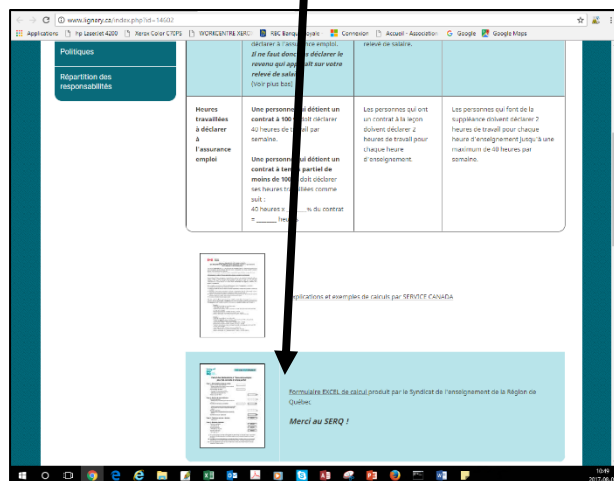 www.lignery.ca/index.php?id=14602
Applications hp LaserJet 4200 Xerox Color C70PS WORKCENTRE XERO RBC Banque Royale Connexion Accueil - Association Google Google Maps
Politiques
Répartition des
responsabilités
déclarer à l'assurance emploi.
Il ne faut donc pas déclarer le
revenu qui apparaît sur votre
relevé de salaire.
(Voir plus bas)
relevé de salaire.
Heures
travaillées
à déclarer
à
l'assurance
emploi
Une personne qui détient un
contrat à 100 % doit déclarer
40 heures de travail par
semaine.
Une personne qui détient un
contrat à temps partiel de
moins de 100 % doit déclarer
ses heures travaillées comme
suit :
40 heures x ______% du contrat
= ______ heures
Les personnes qui ont
un contrat à la leçon
doivent déclarer 2
heures de travail pour
chaque heure
d'enseignement.
Les personnes qui font de la
suppléance doivent déclarer 2
heures de travail pour chaque
heure d'enseignement jusqu'à une
maximum de 40 heures par
semaine.
Explications et exemples de calculs par SERVICE CANADA
Formulaire EXCEL de calcul produit par le Syndicat de l'enseignement de la Région de
Québec
Merci au SERQ !
10:49